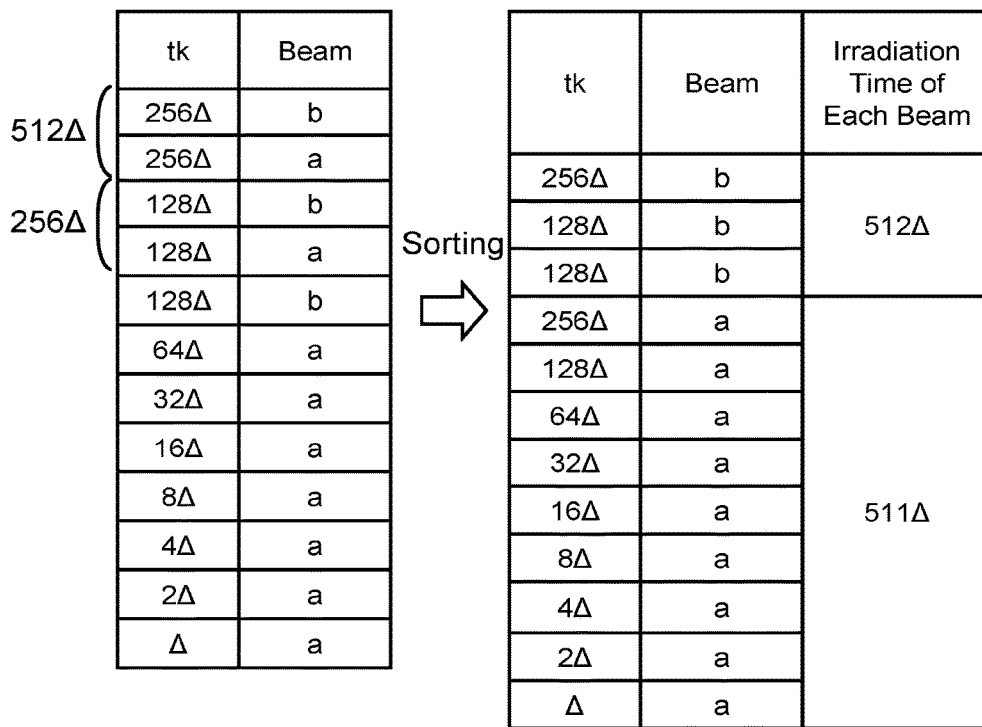 tk Beam
512Δ
256Δ b
256Δ a
256Δ
128Δ b
128Δ a
128Δ b
64Δ a
32Δ a
16Δ a
8Δ a
4Δ a
2Δ a
Δ a
Sorting
tk Beam Irradiation
Time of
Each Beam
256Δ b
128Δ b 512Δ
128Δ b
256Δ a
128Δ a
64Δ a
32Δ a
16Δ a 511Δ
8Δ a
4Δ a
2Δ a
Δ a